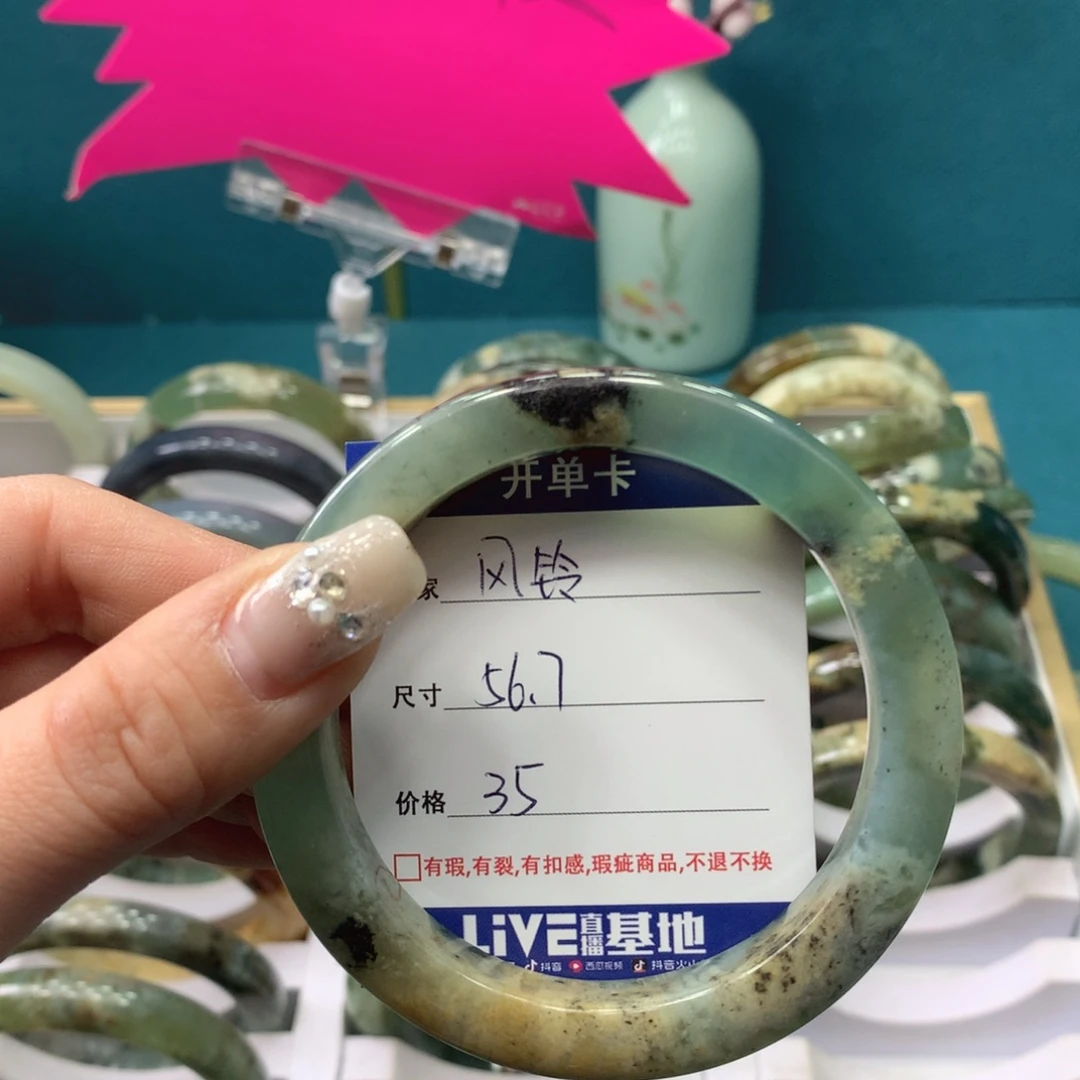 开单卡
家 风铃
尺寸 56.7
价格 35
有瑕,有裂,有扣感,瑕疵商品,不退不换
LiVE直播基地
抖音 西瓜视频 抖音火